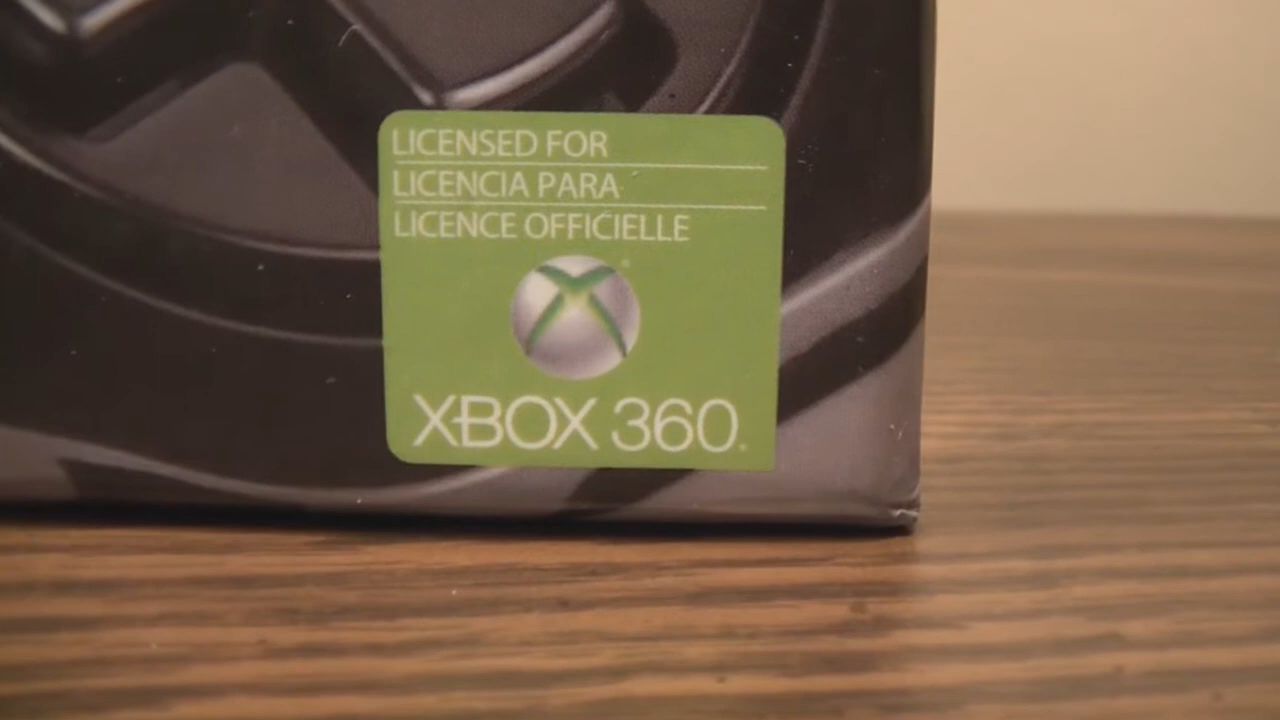 LICENSED FOR
LICENCIA PARA
LICENCE OFFICIELLE
XBOX 360